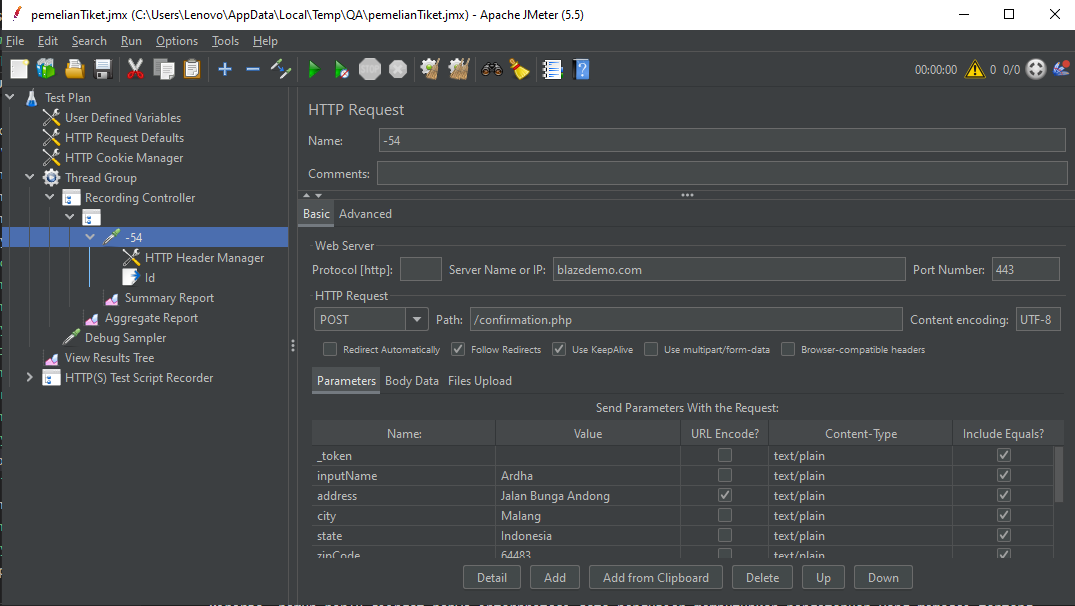 pemelianTiket.jmx (C:\Users\Lenovo\AppData\Local\Temp\QA\pemelianTiket.jmx) - Apache JMeter (5.5)
File Edit Search Run Options Tools Help
STOP
00:00:00 0 0/0
Test Plan
User Defined Variables
HTTP Request Defaults
HTTP Cookie Manager
Thread Group
Recording Controller
-54
HTTP Header Manager
Id
Summary Report
Aggregate Report
Debug Sampler
View Results Tree
HTTP(S) Test Script Recorder
HTTP Request
Name: -54
Comments:
Basic Advanced
Web Server
Protocol [http]: Server Name or IP: blazedemo.com Port Number: 443
HTTP Request
POST Path: /confirmation.php Content encoding: UTF-8
Redirect Automatically Follow Redirects Use KeepAlive Use multipart/form-data Browser-compatible headers
Parameters Body Data Files Upload
Send Parameters With the Request:
Name: Value URL Encode? Content-Type Include Equals?
_token text/plain
inputName Ardha text/plain
address Jalan Bunga Andong text/plain
city Malang text/plain
state Indonesia text/plain
zipCode 64483 text/plain
Detail Add Add from Clipboard Delete Up Down